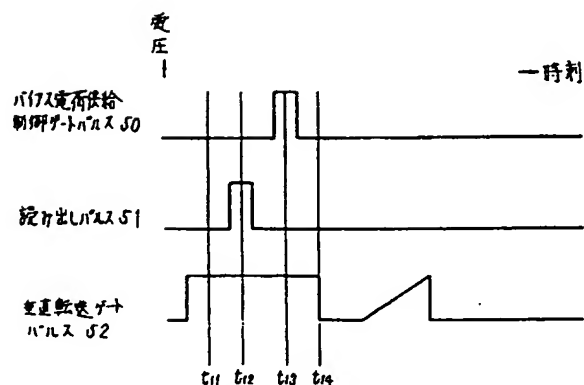 電
圧
時刻
バイアス電荷供給
制御ゲートパルス 50
読み出しパルス 51
垂直転送ゲート
パルス 52
t11 t12 t13 t14